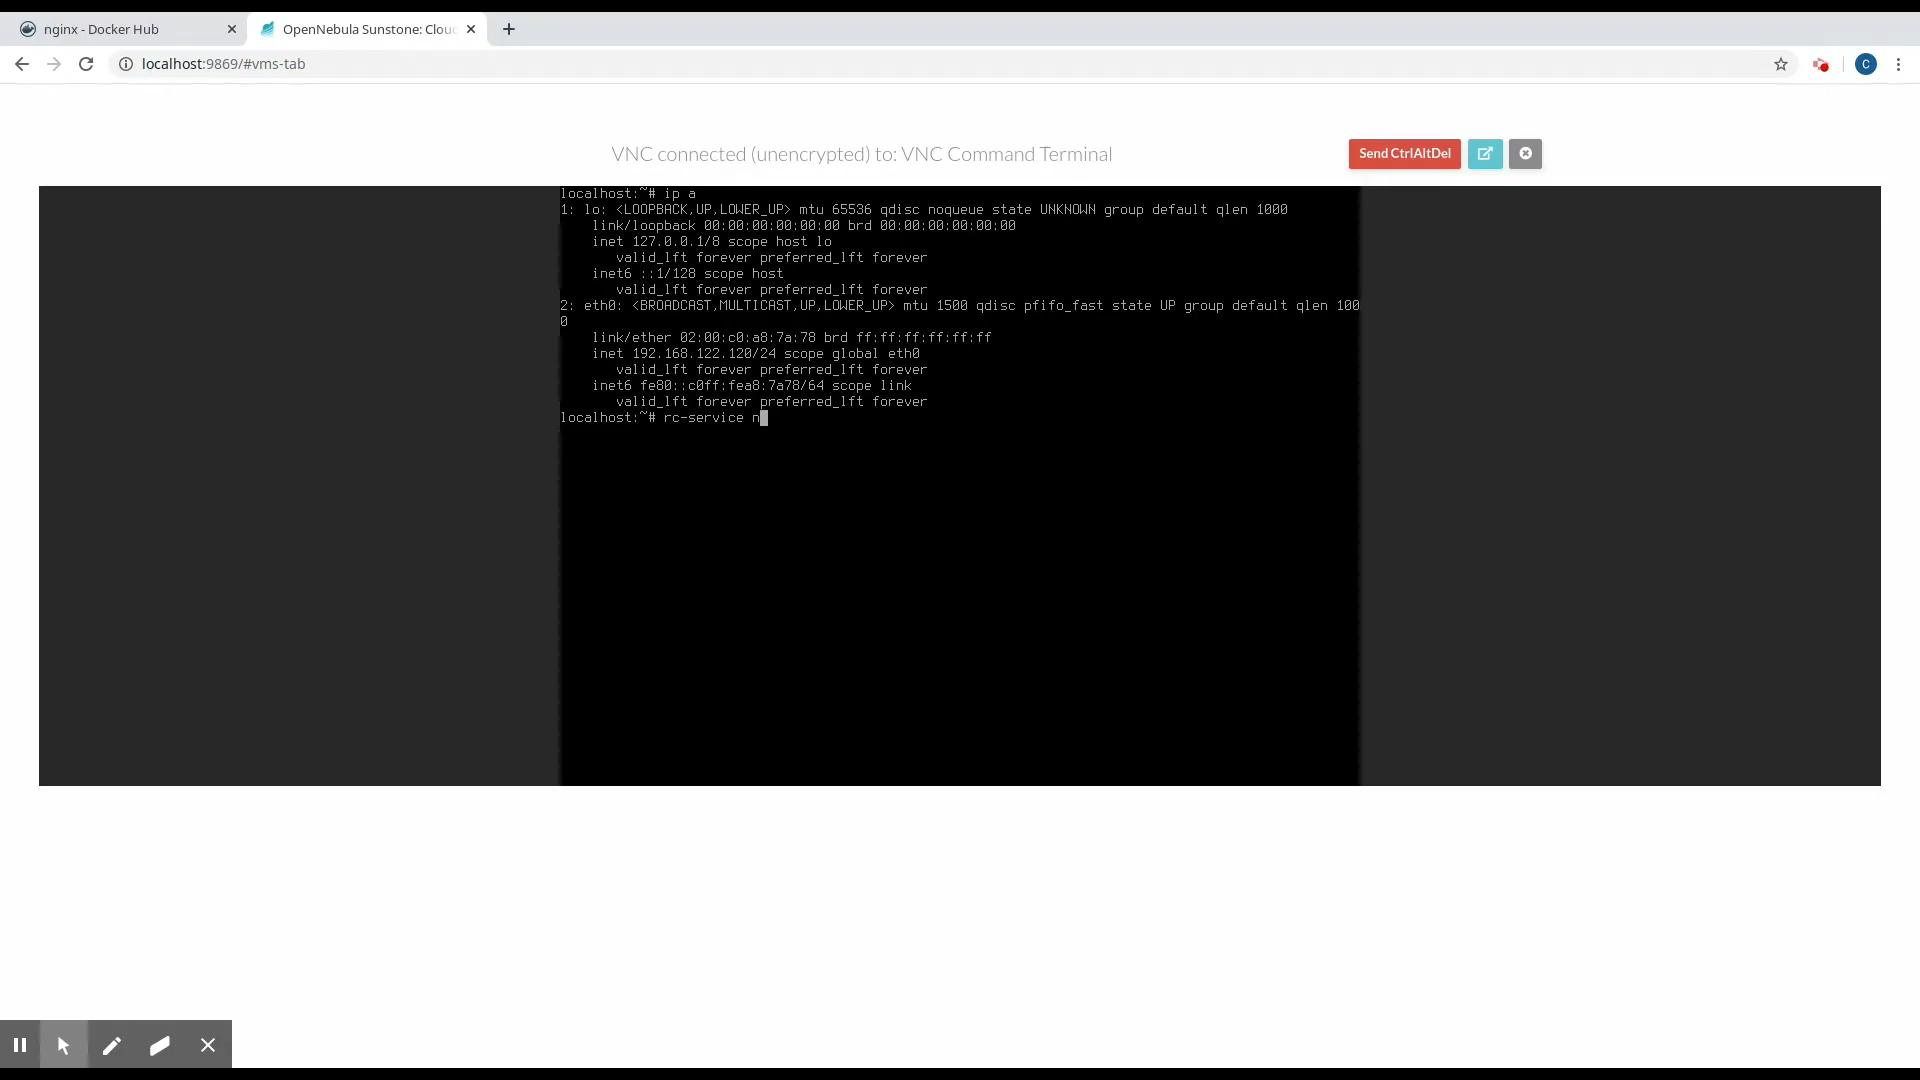 nginx - Docker Hub
OpenNebula Sunstone: Clou
localhost:9869/#vms-tab
C
VNC connected (unencrypted) to: VNC Command Terminal
Send CtrlAltDel
localhost:~# ip a
1: lo: <LOOPBACK,UP,LOWER_UP> mtu 65536 qdisc noqueue state UNKNOWN group default qlen 1000
    link/loopback 00:00:00:00:00:00 brd 00:00:00:00:00:00
    inet 127.0.0.1/8 scope host lo
       valid_lft forever preferred_lft forever
    inet6 ::1/128 scope host
       valid_lft forever preferred_lft forever
2: eth0: <BROADCAST,MULTICAST,UP,LOWER_UP> mtu 1500 qdisc pfifo_fast state UP group default qlen 100
0
    link/ether 02:00:c0:a8:7a:78 brd ff:ff:ff:ff:ff:ff
    inet 192.168.122.120/24 scope global eth0
       valid_lft forever preferred_lft forever
    inet6 fe80::c0ff:fea8:7a78/64 scope link
       valid_lft forever preferred_lft forever
localhost:~# rc-service n